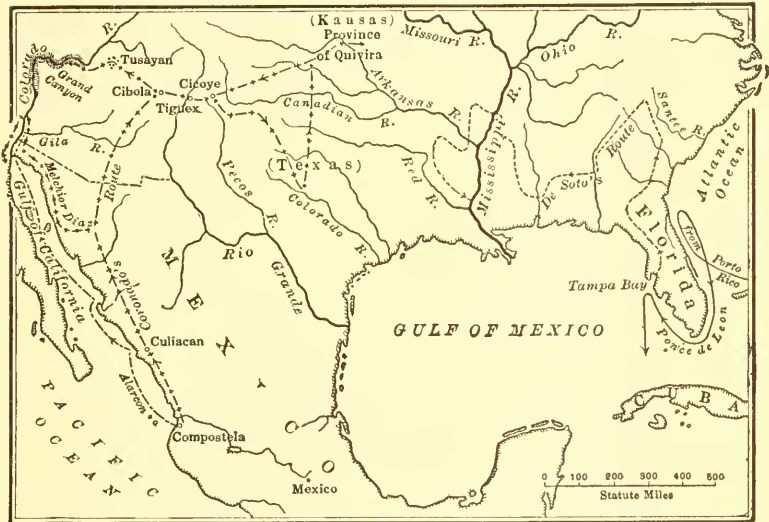 (Kansas)
Province
of Quivira
Missouri R.
Ohio
R.
R.
Colorado
Grand
Canyon
Tusayan
Cibola
Cicoye
Tiguex
Arkansas R.
Canadian
R.
Mississippi R.
Santee R.
Route
Atlantic
Ocean
Gila
R.
Melchior Diaz
Route
Pecos
R.
(Texas)
Colorado R.
Red
R.
De Soto's
Florida
Gulf of California
Coronado's
Rio
Grande
MEXICO
from
Porto
Rico
Tampa Bay
Ponce de Leon
GULF OF MEXICO
Culiacan
Alarcon
Compostela
Mexico
CUBA
PACIFIC
OCEAN
0 100 200 300 400 500
Statute Miles